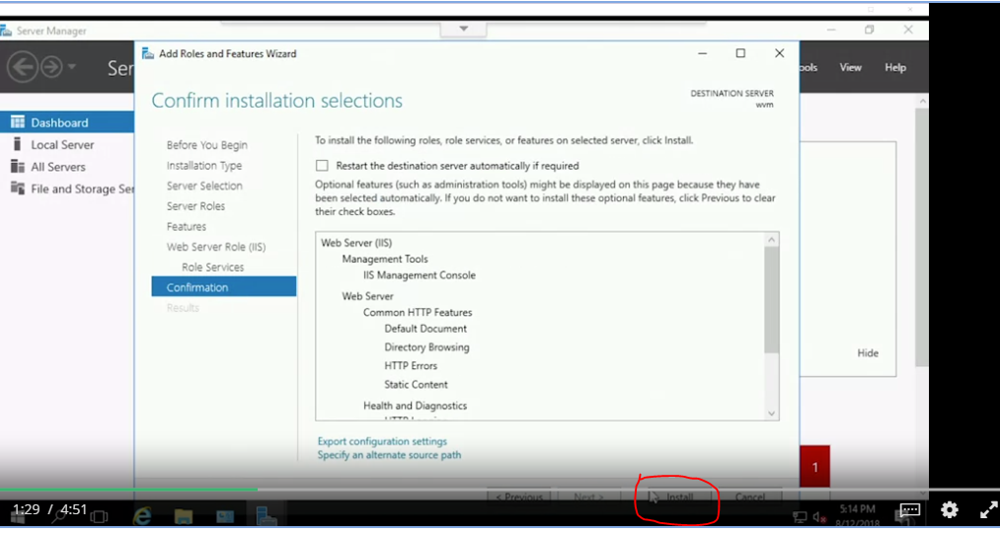 Server Manager
Add Roles and Features Wizard
Ser
ools View Help
Confirm installation selections
DESTINATION SERVER
wvm
Dashboard
Local Server
All Servers
File and Storage Ser
Before You Begin
Installation Type
Server Selection
Server Roles
Features
Web Server Role (IIS)
Role Services
Confirmation
Results
To install the following roles, role services, or features on selected server, click Install.
Restart the destination server automatically if required
Optional features (such as administration tools) might be displayed on this page because they have
been selected automatically. If you do not want to install these optional features, click Previous to clear
their check boxes.
Web Server (IIS)
Management Tools
IIS Management Console
Web Server
Common HTTP Features
Default Document
Directory Browsing
HTTP Errors
Static Content
Health and Diagnostics
Hide
Export configuration settings
Specify an alternate source path
1
< Previous Next > Install Cancel
1:29 / 4:51
5:14 PM
8/12/2018